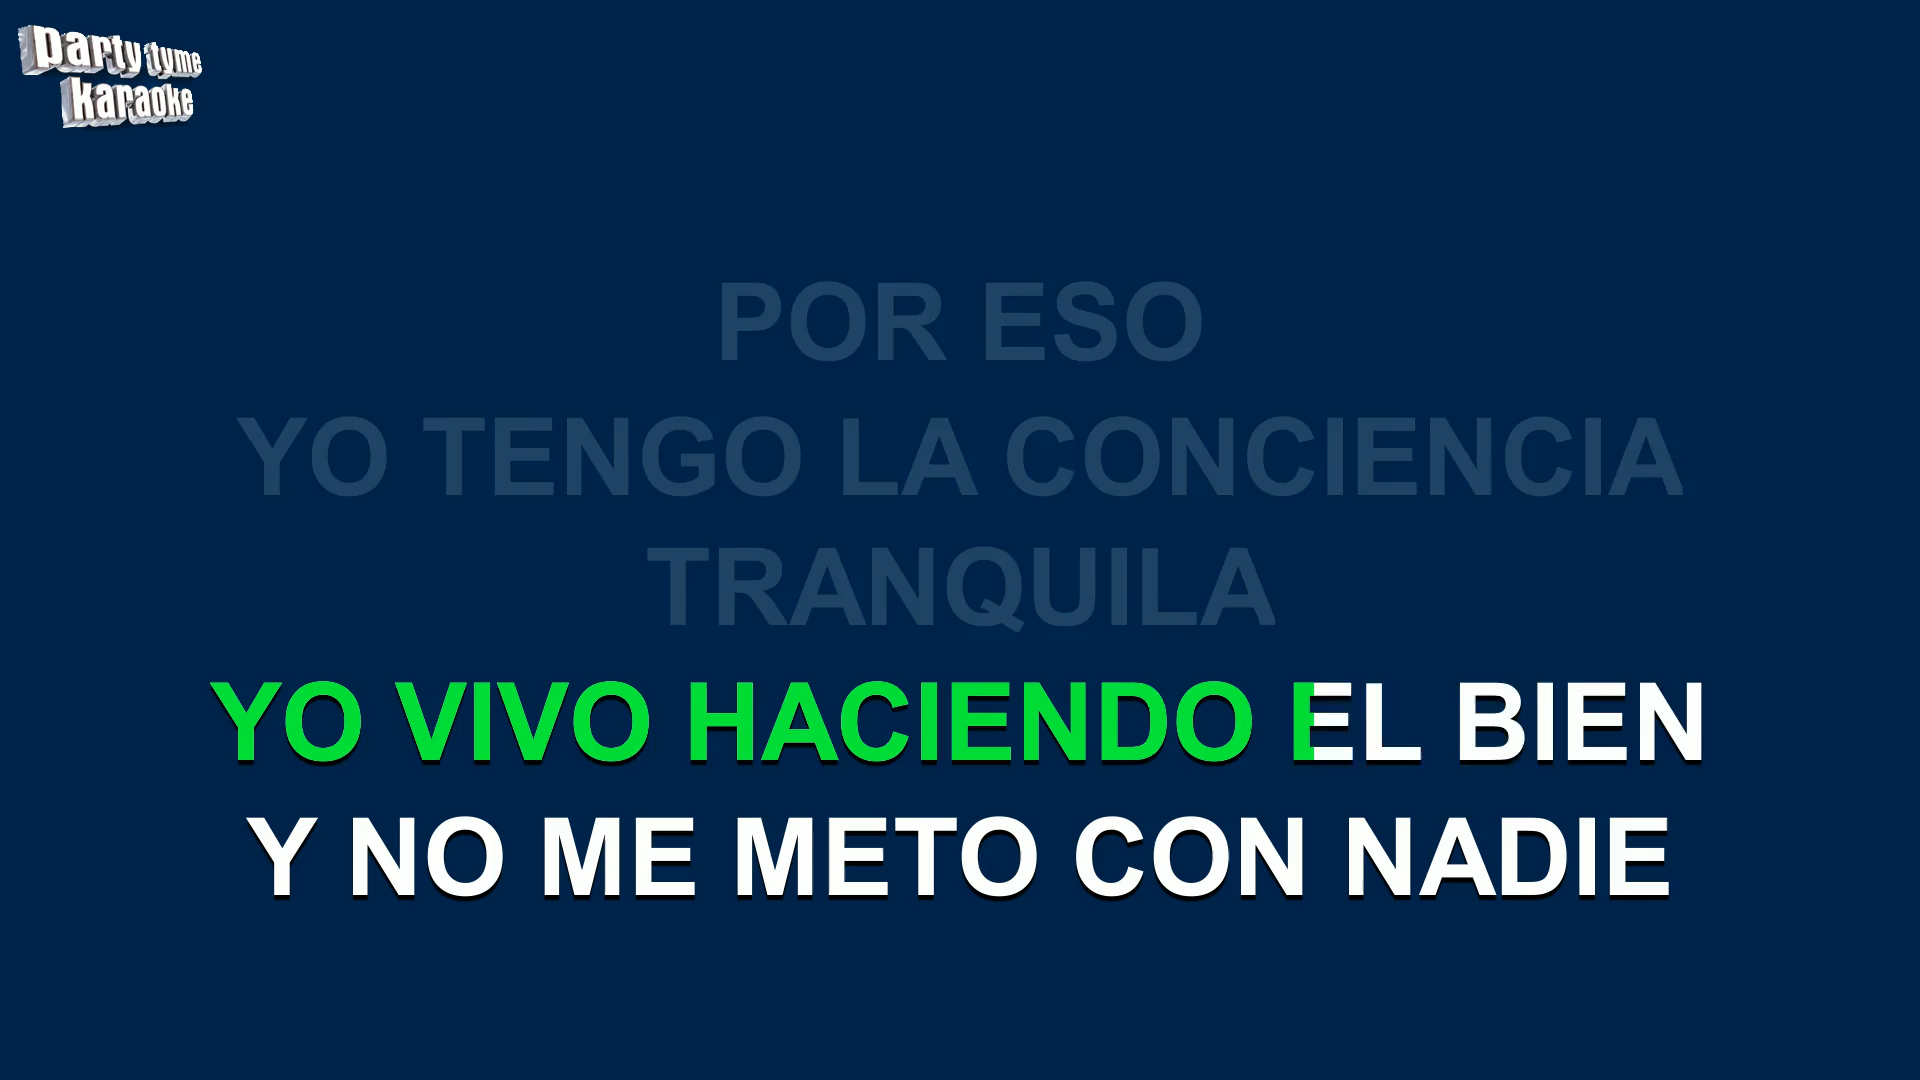 party tyme
karaoke
POR ESO
YO TENGO LA CONCIENCIA
TRANQUILA
YO VIVO HACIENDO EL BIEN
Y NO ME METO CON NADIE